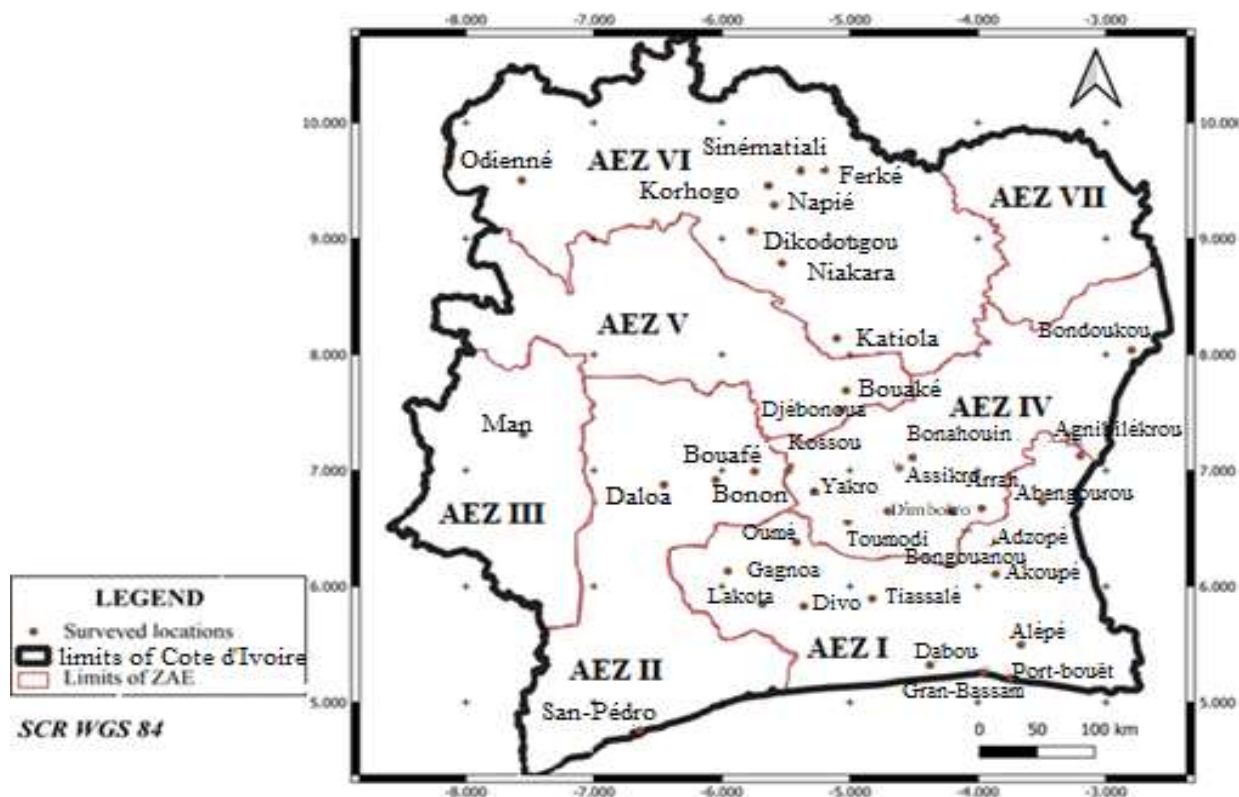 -8.000 -7.000 -6.000 -5.000 -4.000 -3.000
10.000 10.000
Sinématiali
Odienné AEZ VI Ferké
Korhogo Napié AEZ VII
9.000 9.000
Dikodougou
Niakara
AEZ V Katiola Bondoukou
8.000 8.000
Bouaké
Djébonoua AEZ IV
Man Kossou Bonahouin Agnibilékrou
7.000 7.000
Bouafé Assikro Arrah
Daloa Bonon Yakro Abengourou
AEZ III Dimbokro
Oumé Toumodi Adzopé
Bongouanou
6.000 6.000
Gagnoa Akoupé
Lakota Divo Tiassalé
LEGEND
Surveyed locations
limits of Cote d'Ivoire
Limits of ZAE
Alépé
AEZ II AEZ I Dabou Port-bouët
Gran-Bassam
5.000 5.000
San-Pédro
SCR WGS 84
0 50 100 km
-8.000 -7.000 -6.000 -5.000 -4.000 -3.000